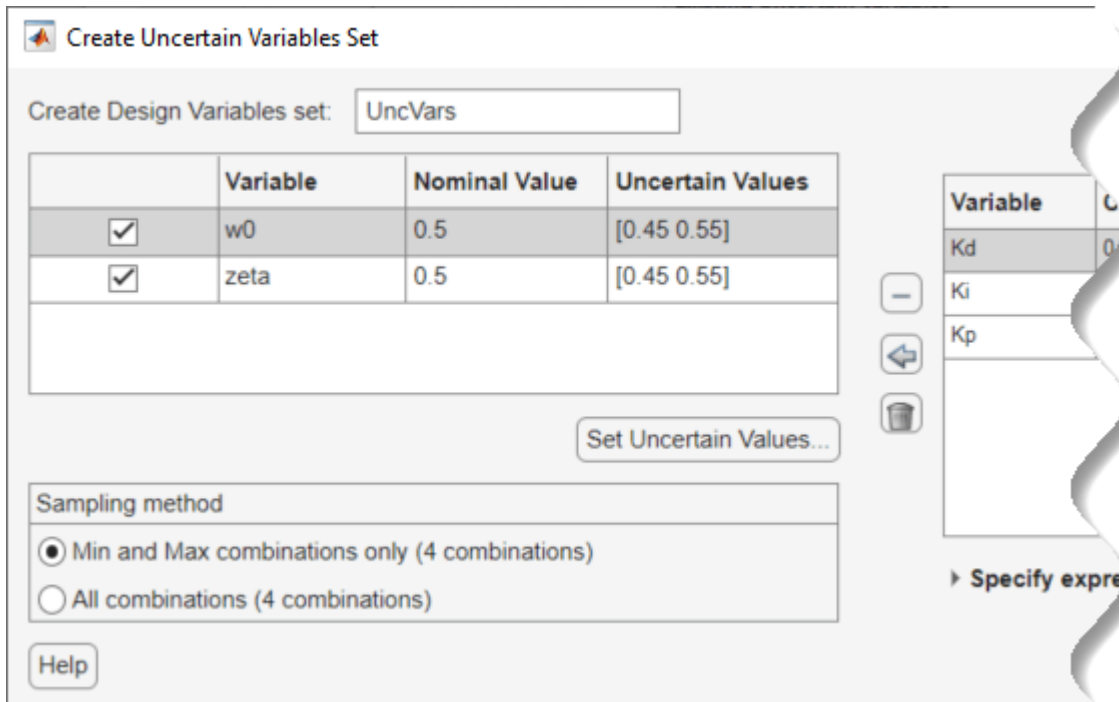 Create Uncertain Variables Set
Create Design Variables set: UncVars
Variable Nominal Value Uncertain Values
w0 0.5 [0.45 0.55]
zeta 0.5 [0.45 0.55]
Set Uncertain Values...
Sampling method
Min and Max combinations only (4 combinations)
All combinations (4 combinations)
Help
Variable
Kd
Ki
Kp
Specify expre